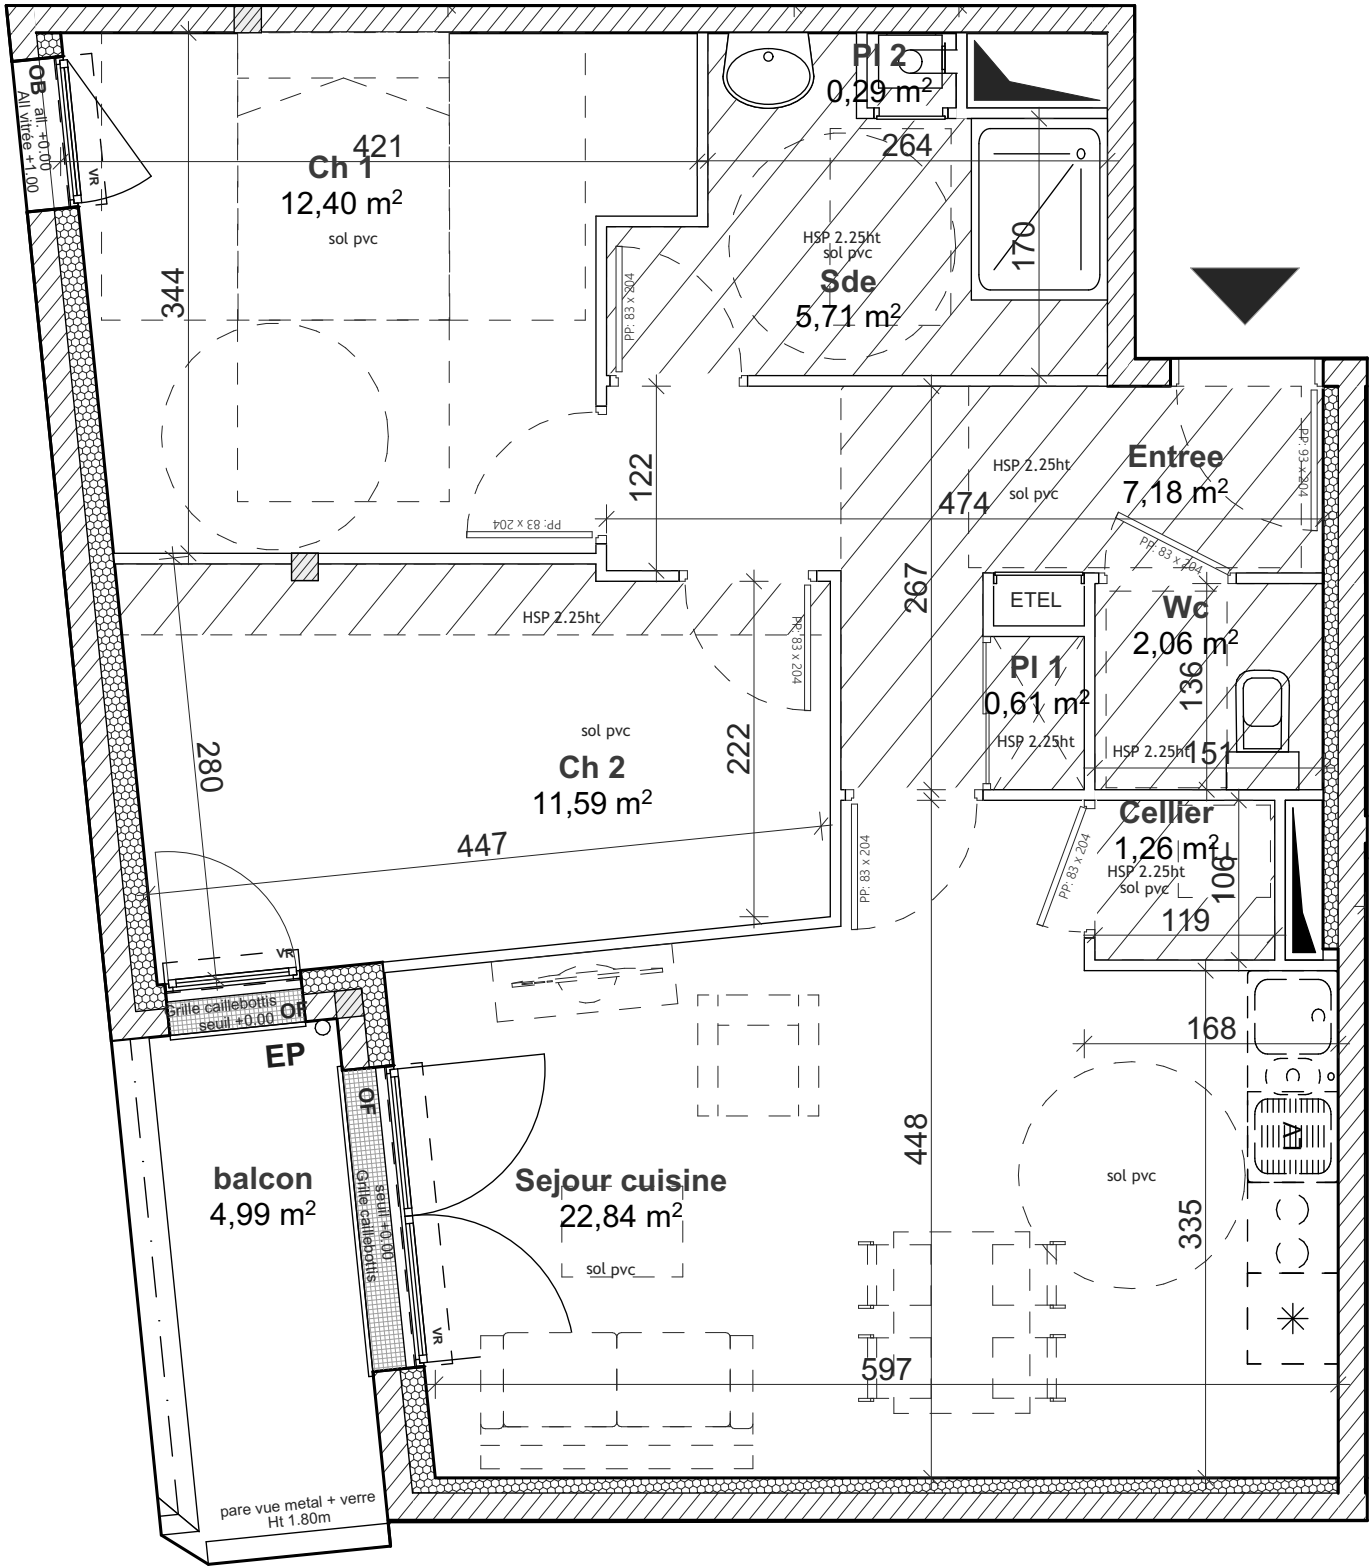 OB
all. +0.00
All vitrée +1.00
VR
421
Ch 1
12,40 m²
sol pvc
344
Pl 2
0,29 m²
264
HSP 2.25ht
sol pvc
Sde
5,71 m²
170
PP: 83 x 204
PP: 83 x 204
122
HSP 2.25ht
sol pvc
474
Entree
7,18 m²
PP: 93 x 204
PP: 83 x 204
267
ETEL
Wc
2,06 m²
136
HSP 2.25ht
151
Pl 1
0,61 m²
HSP 2.25ht
HSP 2.25ht
PP: 83 x 204
sol pvc
Ch 2
11,59 m²
222
280
447
VR
Grille caillebottis
seuil +0.00
OF
EP
PP: 83 x 204
PP: 83 x 204
Cellier
1,26 m²
LL
HSP 2.25ht
sol pvc
106
119
168
448
LV
sol pvc
335
OF
seuil +0.00
Grille caillebottis
VR
balcon
4,99 m²
Sejour cuisine
22,84 m²
sol pvc
597
pare vue metal + verre
Ht 1.80m